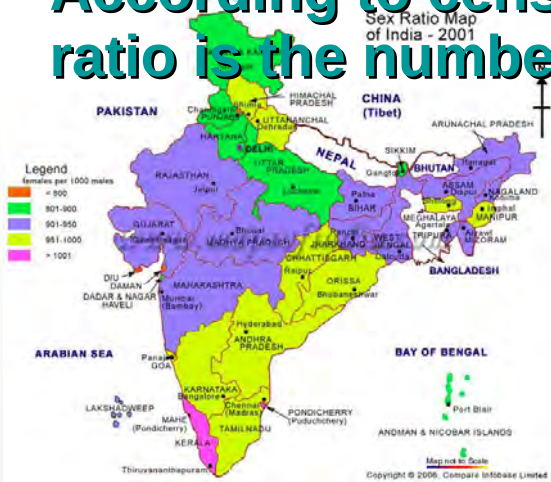 According to cens
ratio is the numbe
Sex Ratio Map
of India - 2001
N
HIMACHAL
PRADESH
CHINA
(Tibet)
PAKISTAN
Chandigarh
Shimla
PUNJAB
UTTARANCHAL
Dehradun
ARUNACHAL PRADESH
HARYANA
DELHI
NEPAL
SIKKIM
Gangtok
BHUTAN
Itanagar
UTTAR
PRADESH
Lucknow
Legend
females per 1000 males
< 800
801-900
901-950
951-1000
> 1001
RAJASTHAN
Jaipur
Patna
BIHAR
ASSAM
Dispur
NAGALAND
Kohima
MEGHALAYA
Imphal
MANIPUR
Agartala
TRIPURA
Aizawl
MIZORAM
GUJARAT
Gandhinagar
Bhopal
MADHYA PRADESH
Ranchi
JHARKHAND
WEST
BENGAL
Calcutta
CHHATTISGARH
Raipur
BANGLADESH
DIU
DAMAN
DADAR & NAGAR
HAVELI
MAHARASHTRA
Mumbai
(Bombay)
ORISSA
Bhubaneshwar
Hyderabad
ANDHRA
PRADESH
ARABIAN SEA
BAY OF BENGAL
Panaji
GOA
KARNATAKA
Bangalore
Chennai
(Madras)
PONDICHERRY
(Puduchchery)
LAKSHADWEEP
MAHE
(Pondicherry)
TAMILNADU
KERALA
Thiruvananthapuram
Port Blair
ANDMAN & NICOBAR ISLANDS
Map not to Scale
Copyright © 2006, Compare Infobase Limited